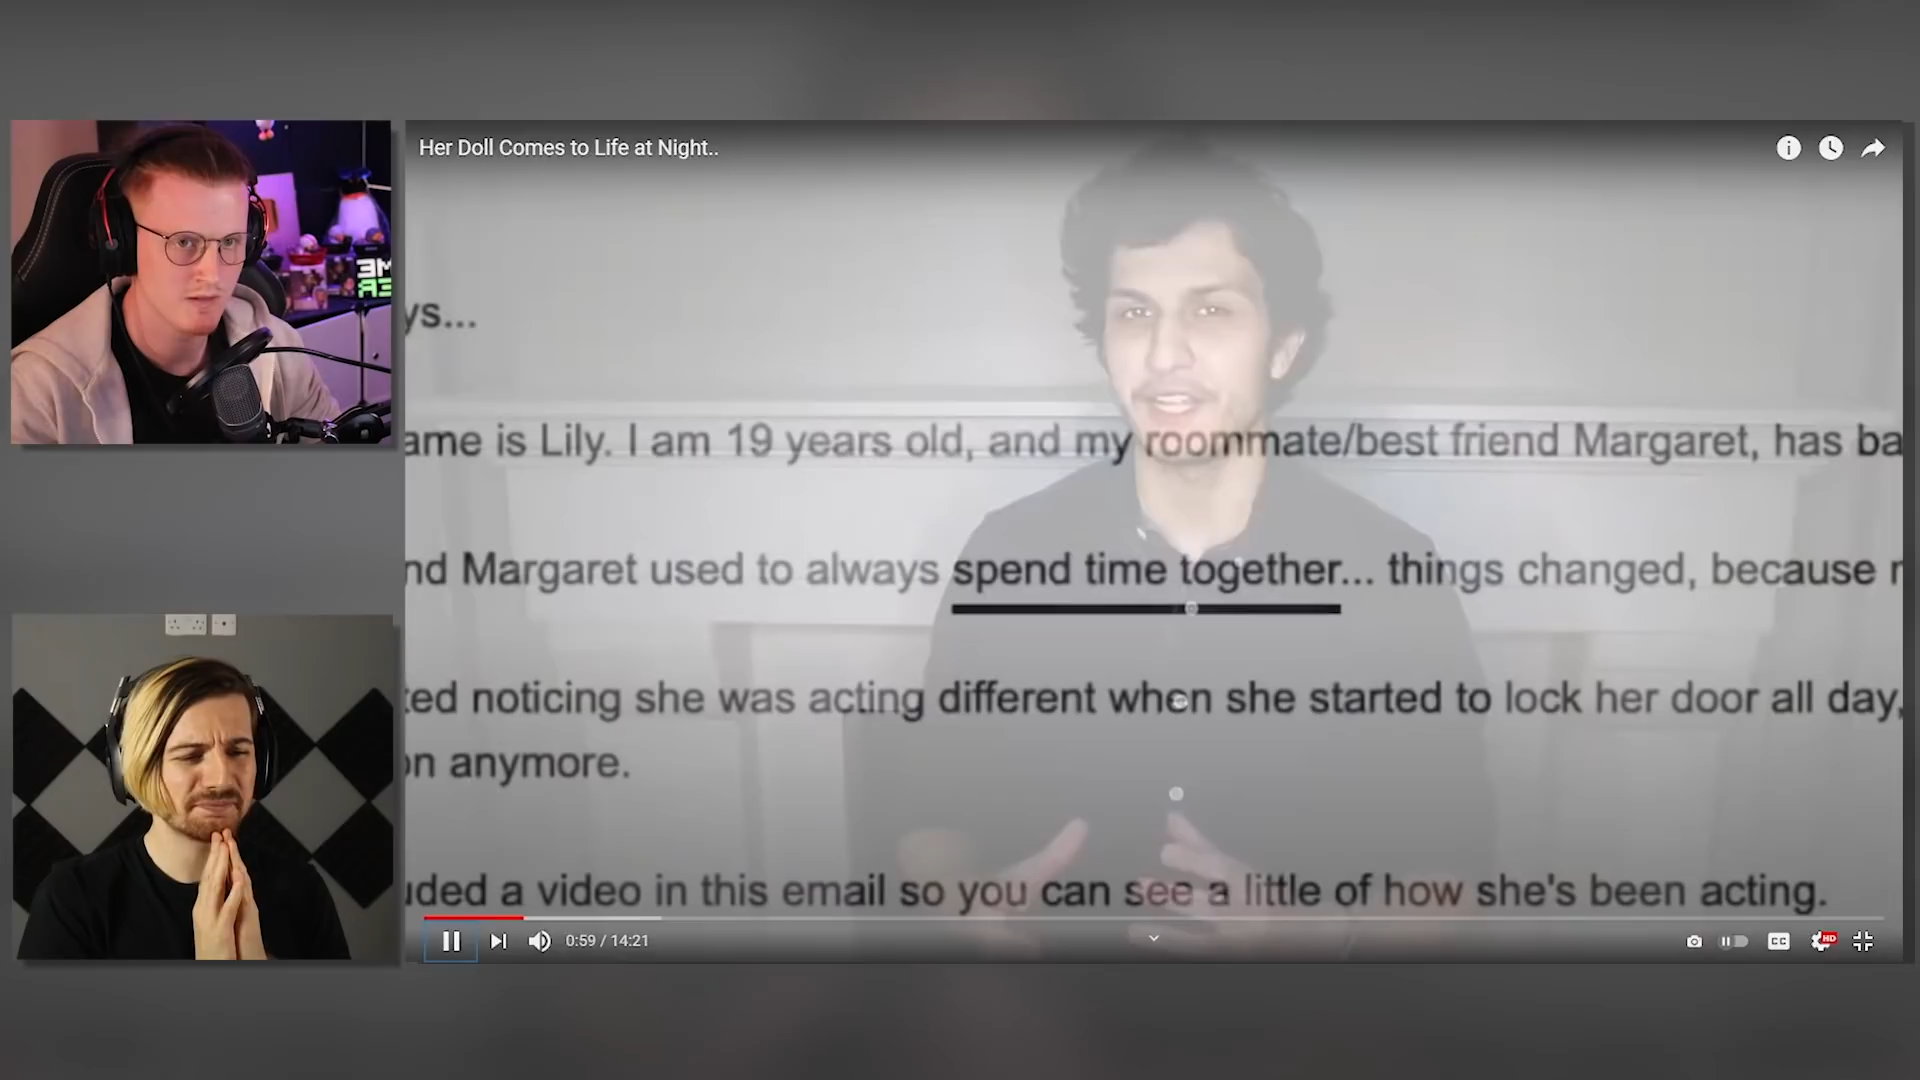 Her Doll Comes to Life at Night..
ys...
ame is Lily. I am 19 years old, and my roommate/best friend Margaret, has ba
nd Margaret used to always spend time together... things changed, because
ted noticing she was acting different when she started to lock her door all day,
on anymore.
uded a video in this email so you can see a little of how she's been acting.
0:59 / 14:21
CC
HD